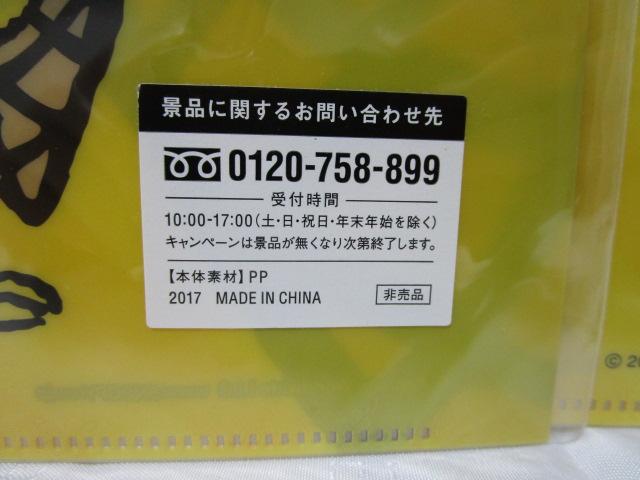 景品に関するお問い合わせ先
0120-758-899
受付時間
10:00-17:00(土・日・祝日・年末年始を除く)
キャンペーンは景品が無くなり次第終了します。
【本体素材】PP
2017 MADE IN CHINA
非売品
©